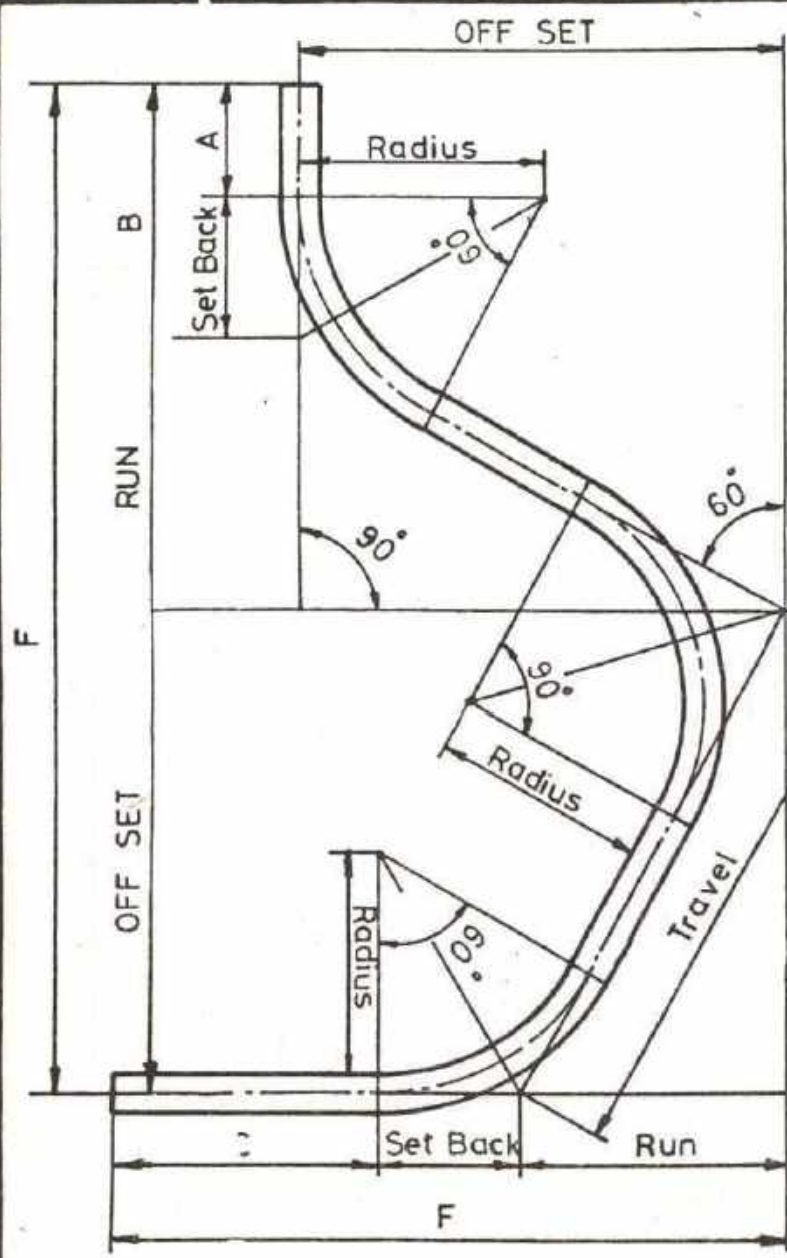 OFF SET
A
Radius
B
Set Back
60°
RUN
60°
90°
F
90°
Radius
OFF SET
Travel
Radius
60°
Set Back
Run
F